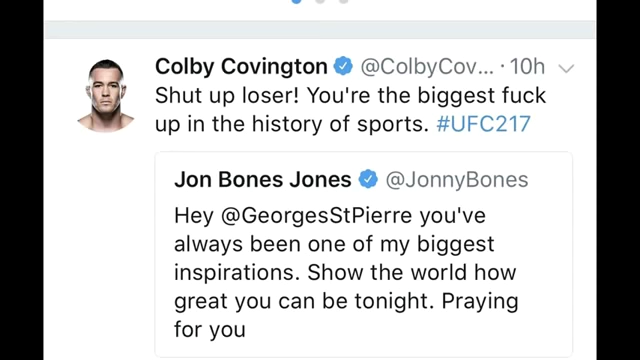 Colby Covington @ColbyCov... · 10h
Shut up loser! You're the biggest fuck
up in the history of sports. #UFC217
Jon Bones Jones @JonnyBones
Hey @GeorgesStPierre you've
always been one of my biggest
inspirations. Show the world how
great you can be tonight. Praying
for you